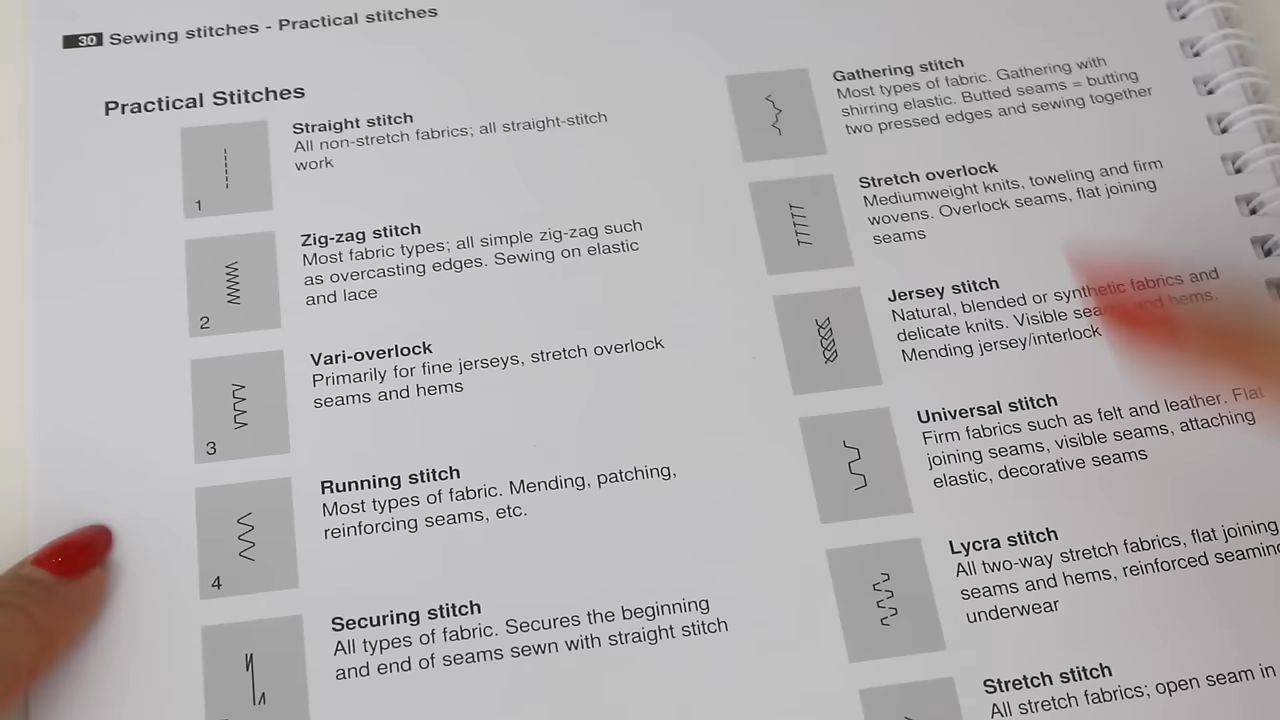 30 Sewing stitches - Practical stitches
Practical Stitches
1
Straight stitch
All non-stretch fabrics; all straight-stitch
work
2
Zig-zag stitch
Most fabric types; all simple zig-zag such
as overcasting edges. Sewing on elastic
and lace
3
Vari-overlock
Primarily for fine jerseys, stretch overlock
seams and hems
4
Running stitch
Most types of fabric. Mending, patching,
reinforcing seams, etc.
Securing stitch
All types of fabric. Secures the beginning
and end of seams sewn with straight stitch
Gathering stitch
Most types of fabric. Gathering with
shirring elastic. Butted seams = butting
two pressed edges and sewing together
Stretch overlock
Mediumweight knits, toweling and firm
wovens. Overlock seams, flat joining
seams
Jersey stitch
Natural, blended or synthetic fabrics and
delicate knits. Visible seams and hems.
Mending jersey/interlock
Universal stitch
Firm fabrics such as felt and leather. Flat
joining seams, visible seams, attaching
elastic, decorative seams
Lycra stitch
All two-way stretch fabrics, flat joining
seams and hems, reinforced
underwear
Stretch stitch
All stretch fabrics; open seam in